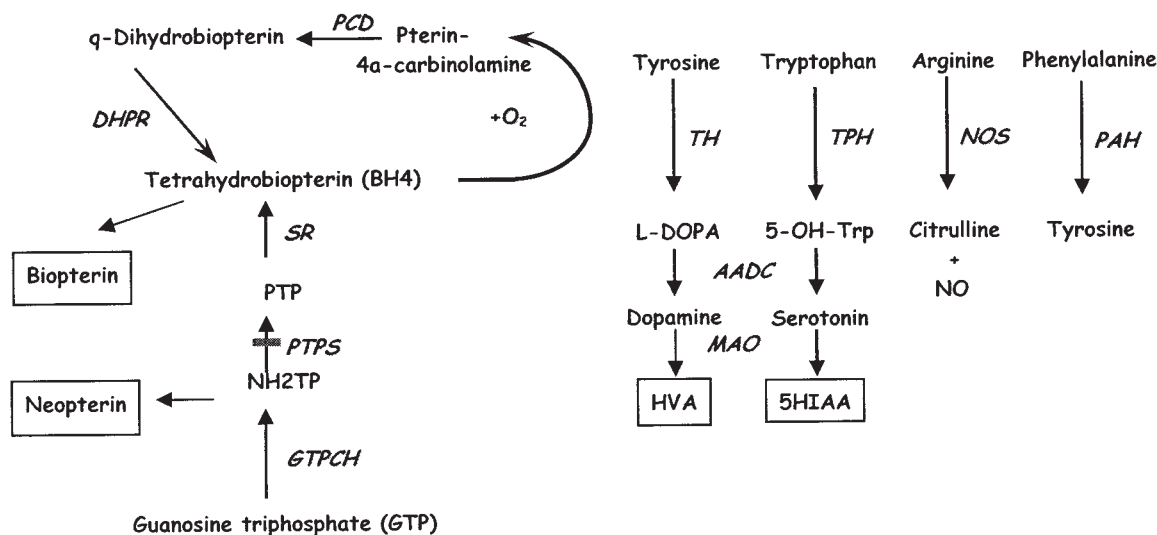 PCD
q-Dihydrobiopterin
Pterin-
4a-carbinolamine
DHPR
+O₂
Tetrahydrobiopterin (BH4)
SR
Biopterin
PTP
PTPS
NH2TP
Neopterin
GTPCH
Guanosine triphosphate (GTP)
Tyrosine Tryptophan Arginine Phenylalanine
TH TPH NOS PAH
L-DOPA 5-OH-Trp Citrulline Tyrosine
+
AADC
NO
Dopamine Serotonin
MAO
HVA 5HIAA